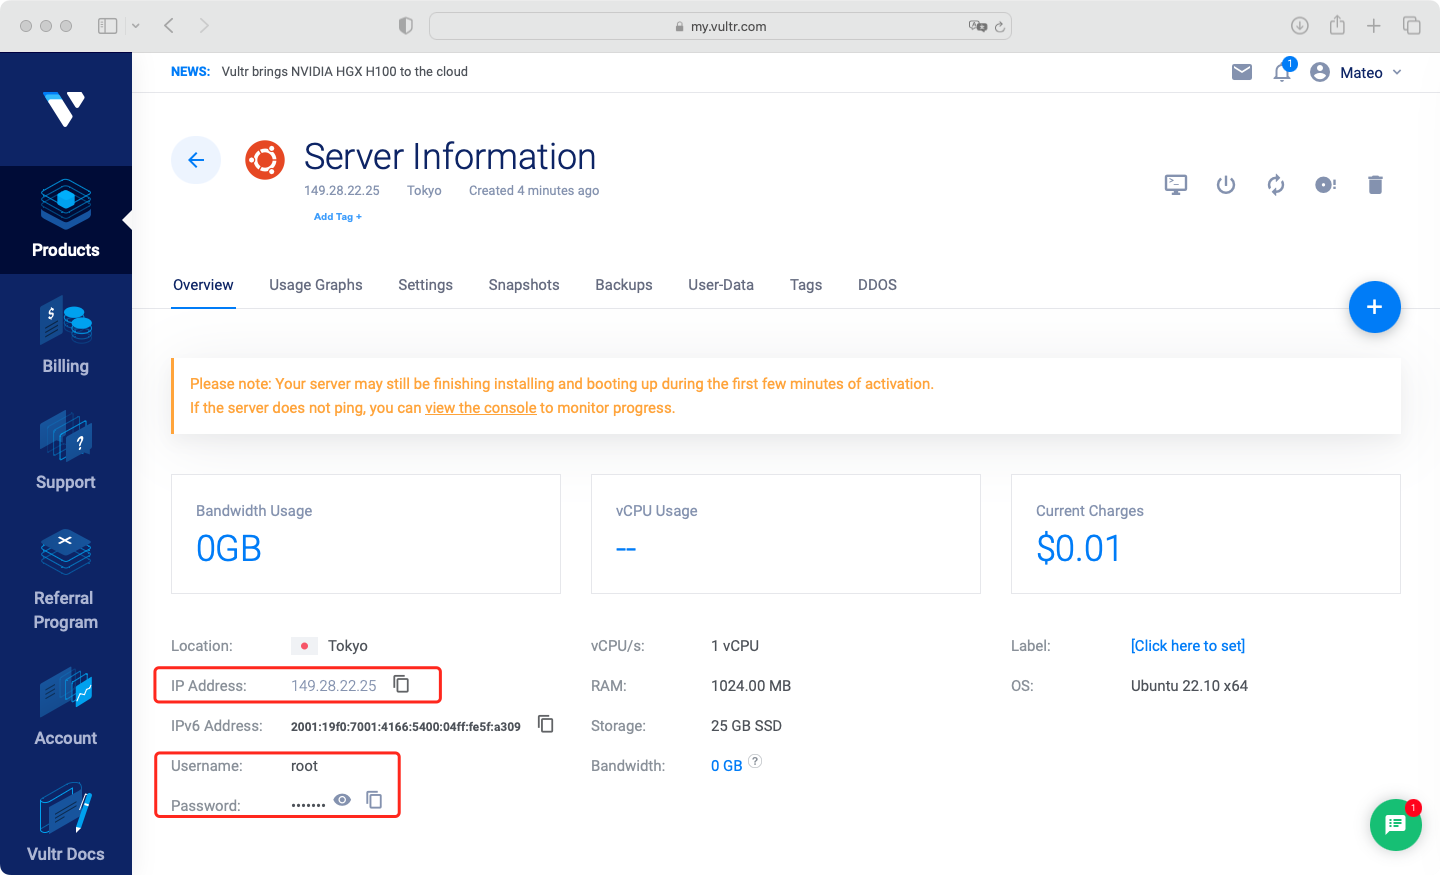 my.vultr.com
NEWS: Vultr brings NVIDIA HGX H100 to the cloud
1
Mateo
Server Information
149.28.22.25 Tokyo Created 4 minutes ago
Add Tag +
Products
Billing
Support
Referral
Program
Account
Vultr Docs
Overview Usage Graphs Settings Snapshots Backups User-Data Tags DDOS
+
Please note: Your server may still be finishing installing and booting up during the first few minutes of activation.
If the server does not ping, you can view the console to monitor progress.
Bandwidth Usage
0GB
vCPU Usage
--
Current Charges
$0.01
Location: Tokyo
IP Address: 149.28.22.25
IPv6 Address: 2001:19f0:7001:4166:5400:04ff:fe5f:a309
Username: root
Password: •••••••
vCPU/s: 1 vCPU
RAM: 1024.00 MB
Storage: 25 GB SSD
Bandwidth: 0 GB ?
Label: [Click here to set]
OS: Ubuntu 22.10 x64
1